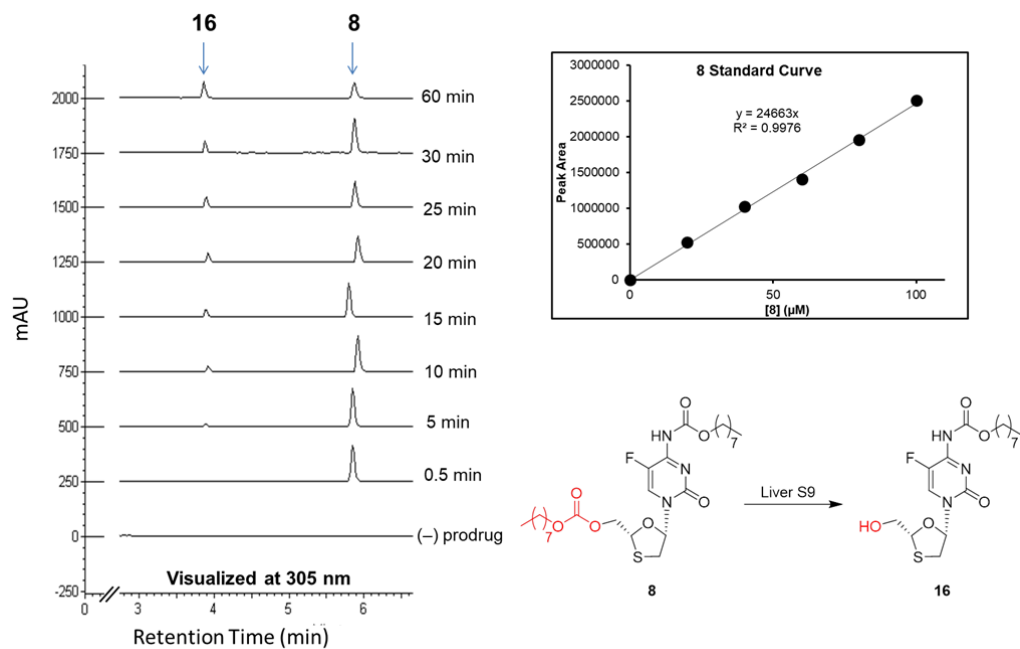 16
8
mAU
2000
1750
1500
1250
1000
750
500
250
0
-250
60 min
30 min
25 min
20 min
15 min
10 min
5 min
0.5 min
(–) prodrug
Visualized at 305 nm
0
3
4
5
6
Retention Time (min)
8 Standard Curve
y = 24663x
R² = 0.9976
Peak Area
3000000
2500000
2000000
1500000
1000000
500000
0
0
50
100
[8] (µM)
O
HN
O
( )
7
F
N
N
O
O
( )
7
O
O
O
S
8
Liver S9
O
HN
O
( )
7
F
N
N
O
HO
O
S
16